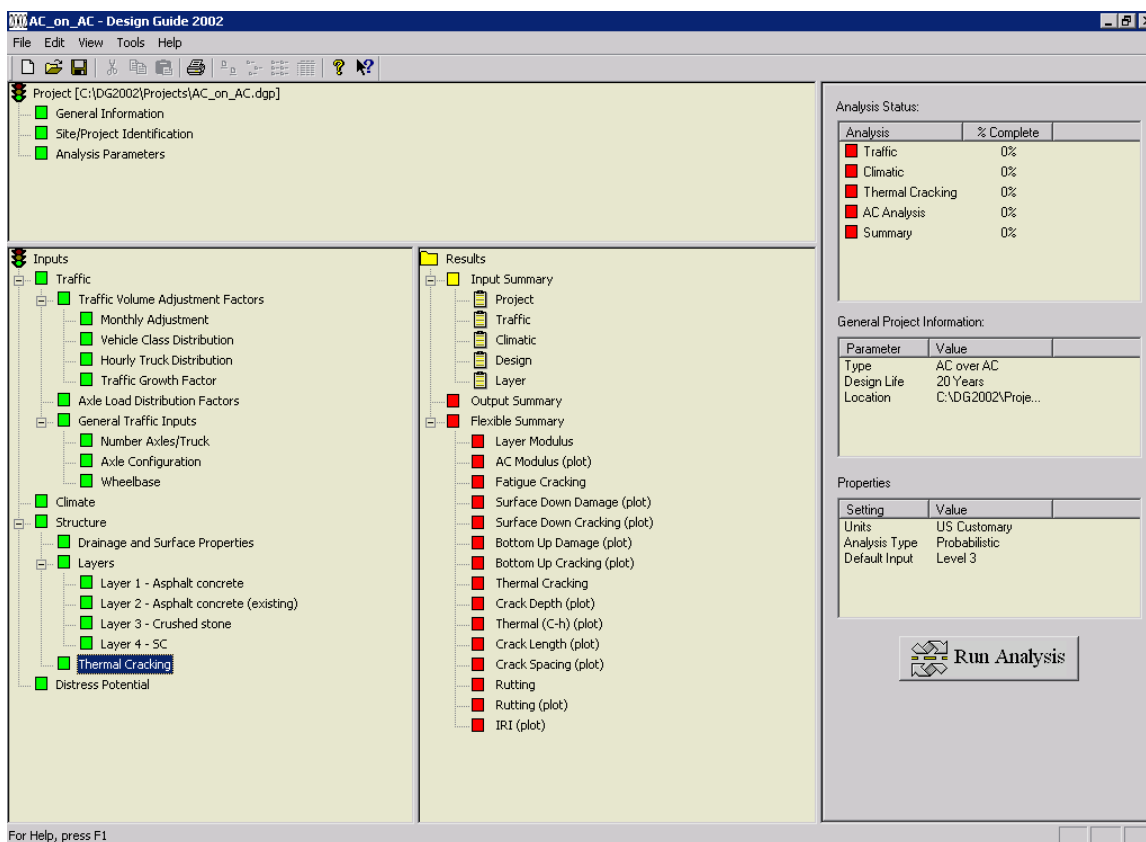 AC_on_AC - Design Guide 2002
File Edit View Tools Help
Project [C:\DG2002\Projects\AC_on_AC.dgp]
General Information
Site/Project Identification
Analysis Parameters
Inputs
Traffic
Traffic Volume Adjustment Factors
Monthly Adjustment
Vehicle Class Distribution
Hourly Truck Distribution
Traffic Growth Factor
Axle Load Distribution Factors
General Traffic Inputs
Number Axles/Truck
Axle Configuration
Wheelbase
Climate
Structure
Drainage and Surface Properties
Layers
Layer 1 - Asphalt concrete
Layer 2 - Asphalt concrete (existing)
Layer 3 - Crushed stone
Layer 4 - SC
Thermal Cracking
Distress Potential
Results
Input Summary
Project
Traffic
Climatic
Design
Layer
Output Summary
Flexible Summary
Layer Modulus
AC Modulus (plot)
Fatigue Cracking
Surface Down Damage (plot)
Surface Down Cracking (plot)
Bottom Up Damage (plot)
Bottom Up Cracking (plot)
Thermal Cracking
Crack Depth (plot)
Thermal (C-h) (plot)
Crack Length (plot)
Crack Spacing (plot)
Rutting
Rutting (plot)
IRI (plot)
Analysis Status:
Analysis % Complete
Traffic 0%
Climatic 0%
Thermal Cracking 0%
AC Analysis 0%
Summary 0%
General Project Information:
Parameter Value
Type AC over AC
Design Life 20 Years
Location C:\DG2002\Proje...
Properties
Setting Value
Units US Customary
Analysis Type Probabilistic
Default Input Level 3
Run Analysis
For Help, press F1